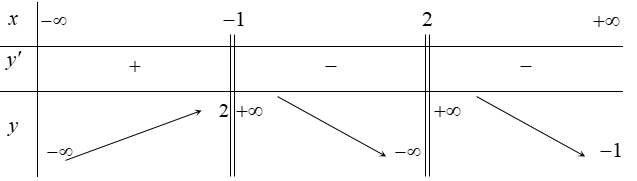 x −∞ −1 2 +∞
y′ + − −
y −∞ 2 +∞ −∞ +∞ −1